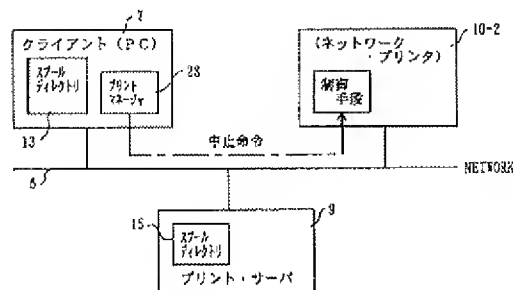 7
クライアント(PC)
スプール
ディレクトリ
13
プリント
マネージャ
23
10-2
(ネットワーク
・プリンタ)
制御
手段
中止命令
NETWORK
9
15
スプール
ディレクトリ
プリント・サーバ